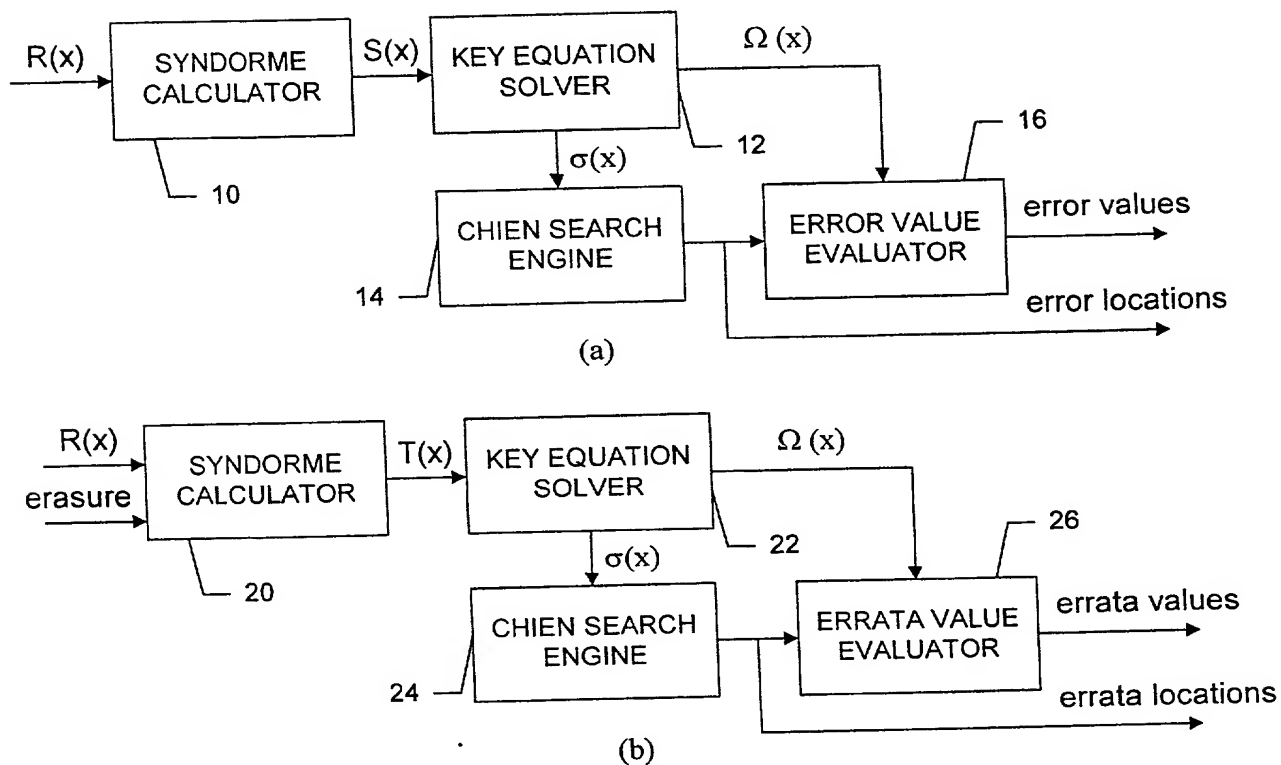 R(x)
SYNDORME
CALCULATOR
S(x)
KEY EQUATION
SOLVER
Ω (x)
10
12
16
σ(x)
CHIEN SEARCH
ENGINE
14
ERROR VALUE
EVALUATOR
error values
error locations
(a)
R(x)
erasure
SYNDORME
CALCULATOR
T(x)
KEY EQUATION
SOLVER
Ω (x)
20
22
26
σ(x)
CHIEN SEARCH
ENGINE
24
ERRATA VALUE
EVALUATOR
errata values
errata locations
(b)